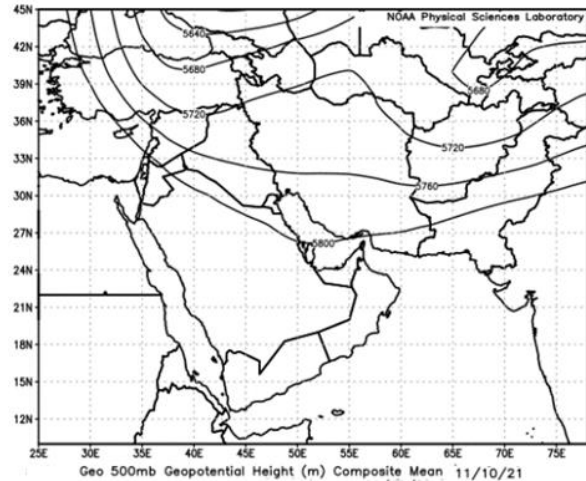 45N
NOAA Physical Sciences Laboratory
5640
42N
5680
5680
39N
5720
36N
5720
33N
5760
30N
27N
5800
24N
21N
18N
15N
12N
25E 30E 35E 40E 45E 50E 55E 60E 65E 70E 75E
Geo 500mb Geopotential Height (m) Composite Mean 11/10/21